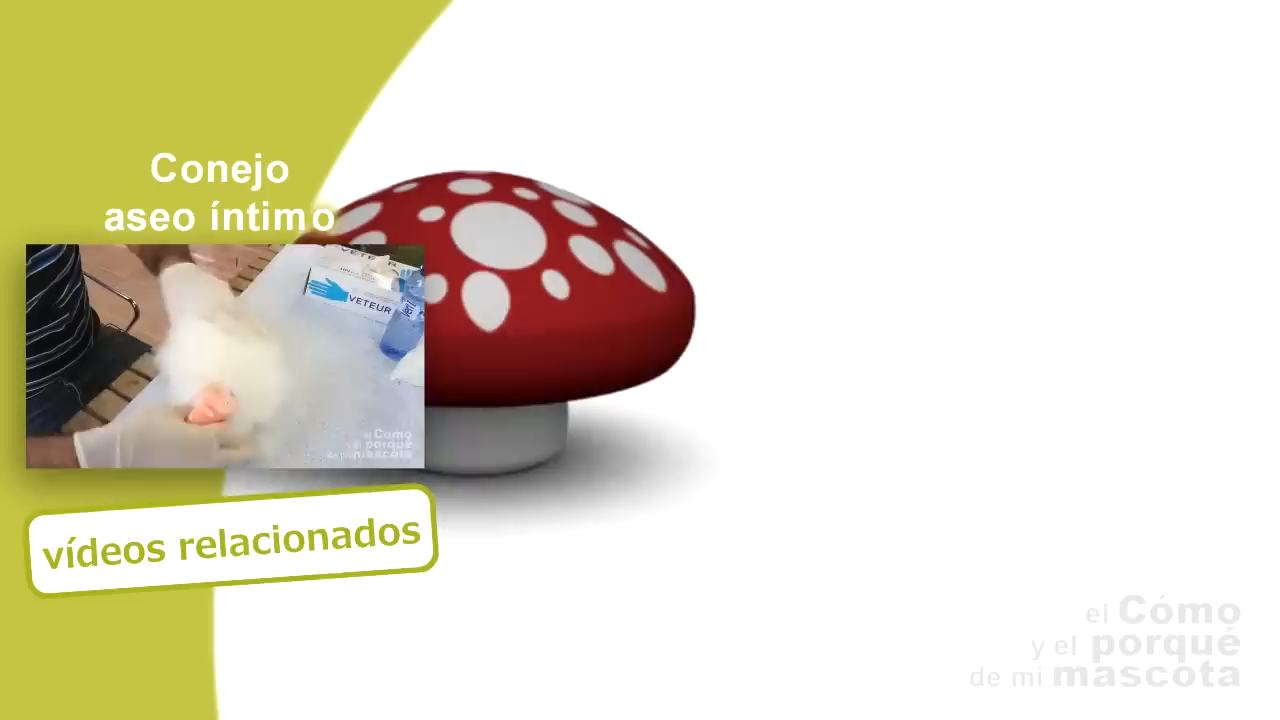 Conejo
aseo íntimo
VETEUR
el Cómo
y el porqué
de mi mascota
vídeos relacionados
el Cómo
y el porqué
de mi mascota